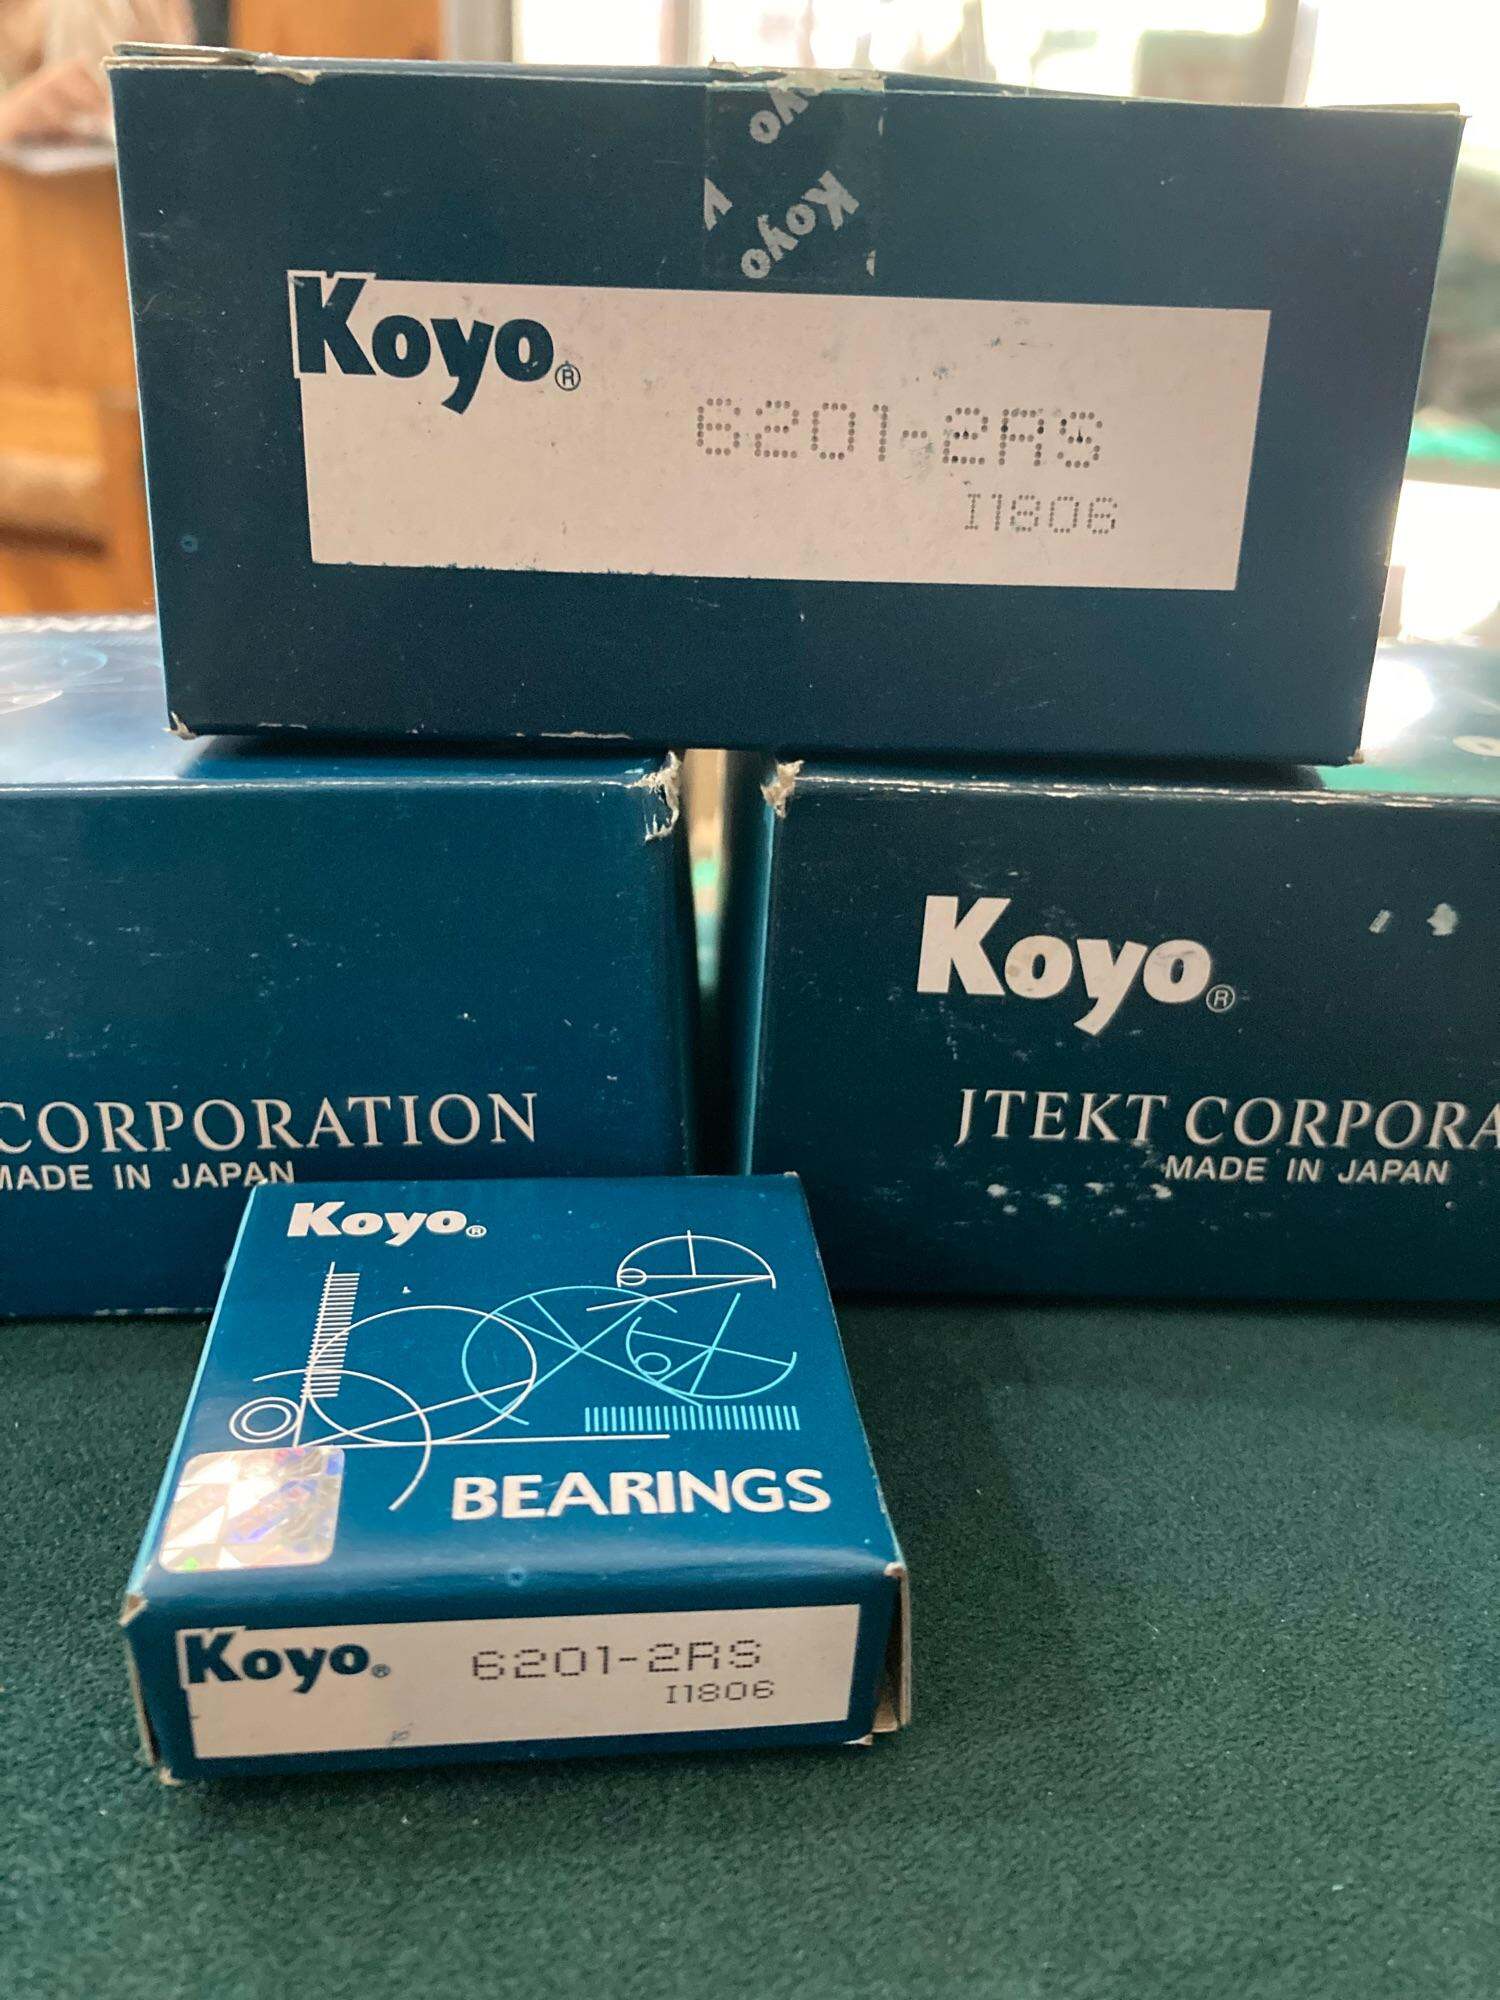 Koyo
Koyo
Koyo®
6201-2RS
I1806
CORPORATION
MADE IN JAPAN
Koyo®
JTEKT CORPORA
MADE IN JAPAN
Koyo®
BEARINGS
Koyo® 6201-2RS
I1806